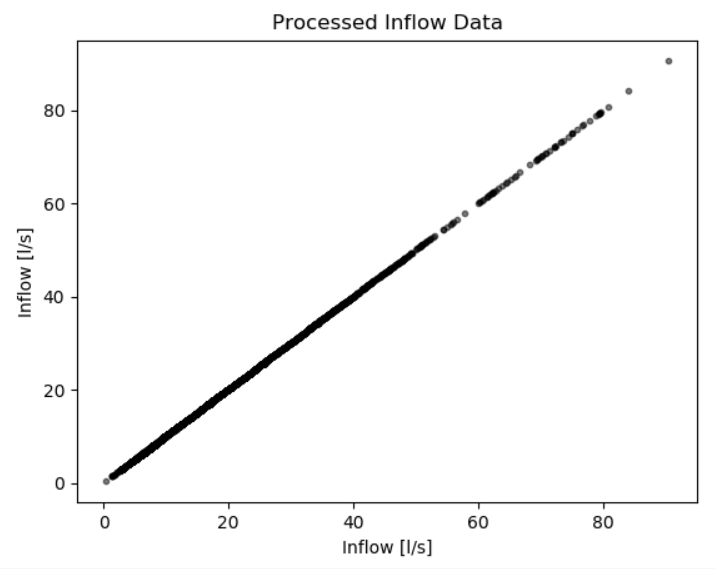 Processed Inflow Data
80
60
40
20
0
Inflow [l/s]
0 20 40 60 80
Inflow [l/s]